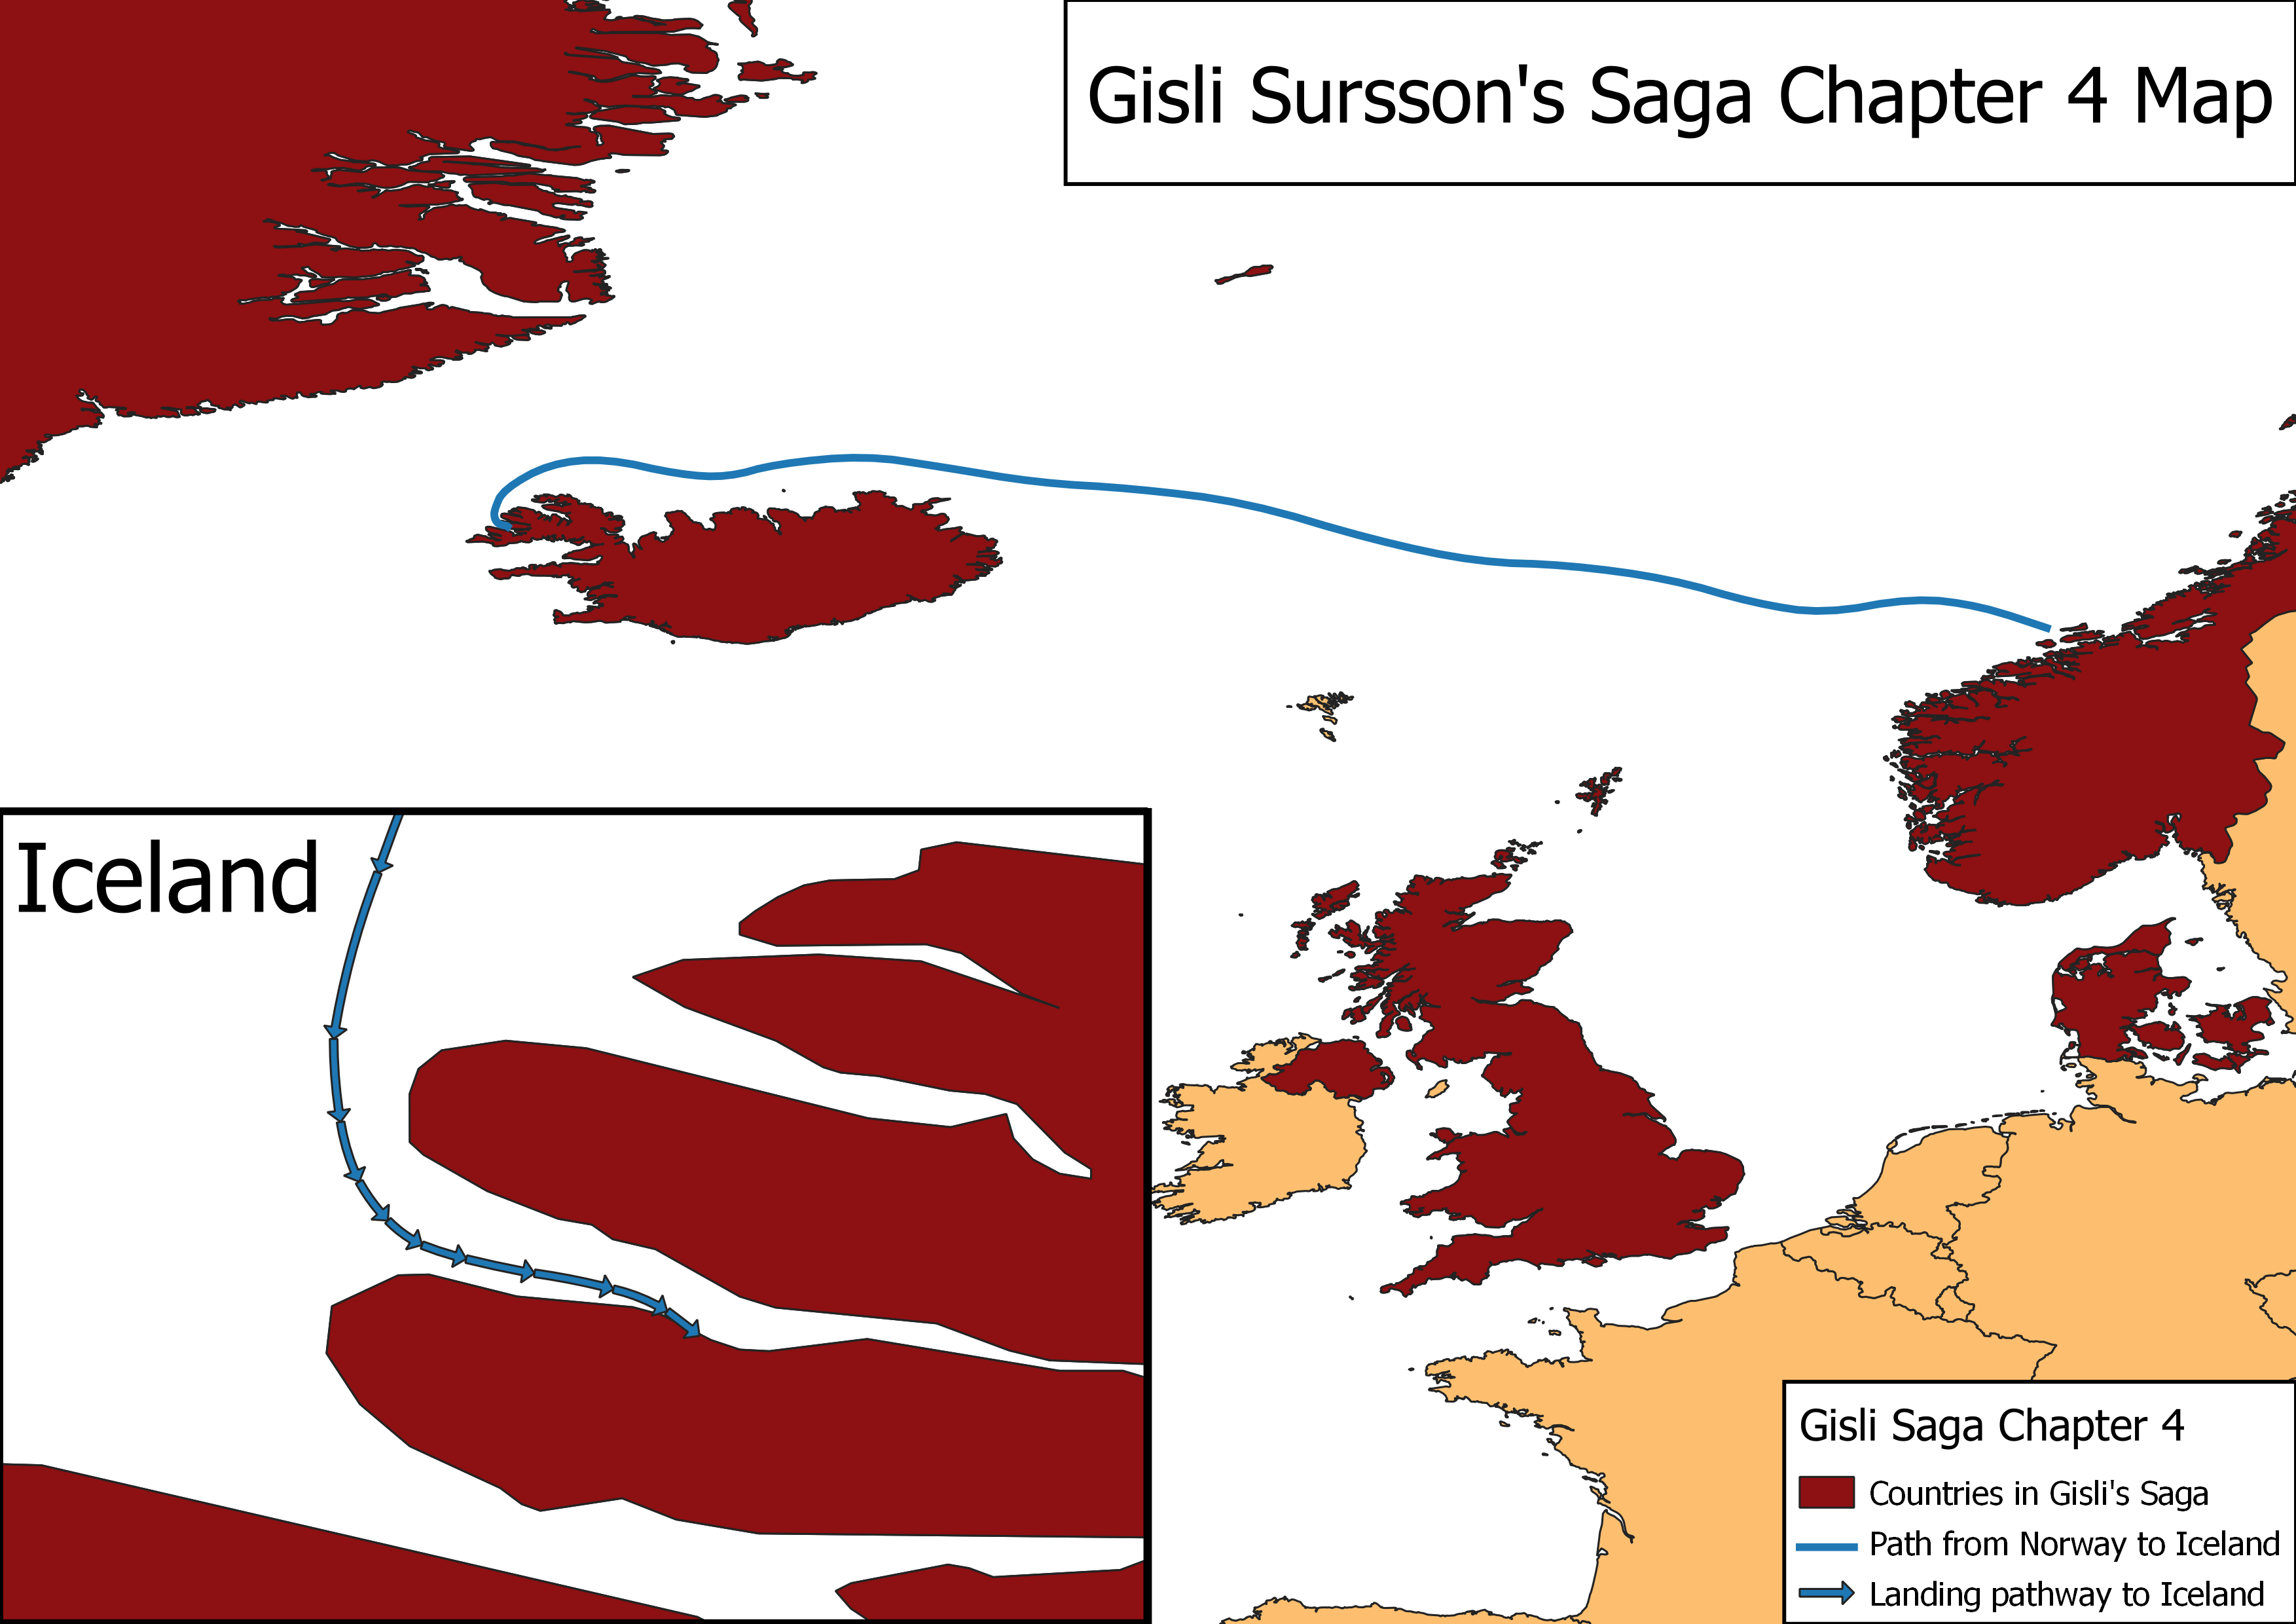 Gisli Sursson's Saga Chapter 4 Map
Iceland
Gisli Saga Chapter 4
Countries in Gisli's Saga
Path from Norway to Iceland
Landing pathway to Iceland